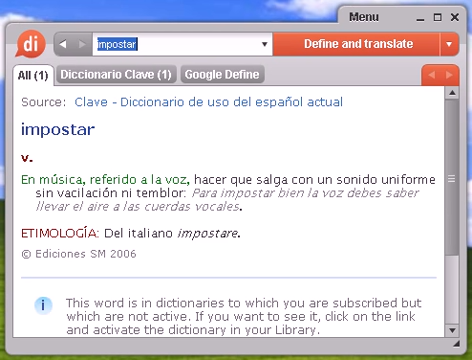 Menu
di
impostar
Define and translate
All (1)
Diccionario Clave (1)
Google Define
Source: Clave - Diccionario de uso del español actual
impostar
v.
En música, referido a la voz, hacer que salga con un sonido uniforme
sin vacilación ni temblor: Para impostar bien la voz debes saber
llevar el aire a las cuerdas vocales.
ETIMOLOGÍA: Del italiano impostare.
© Ediciones SM 2006
i
This word is in dictionaries to which you are subscribed but
which are not active. If you want to see it, click on the link
and activate the dictionary in your Library.